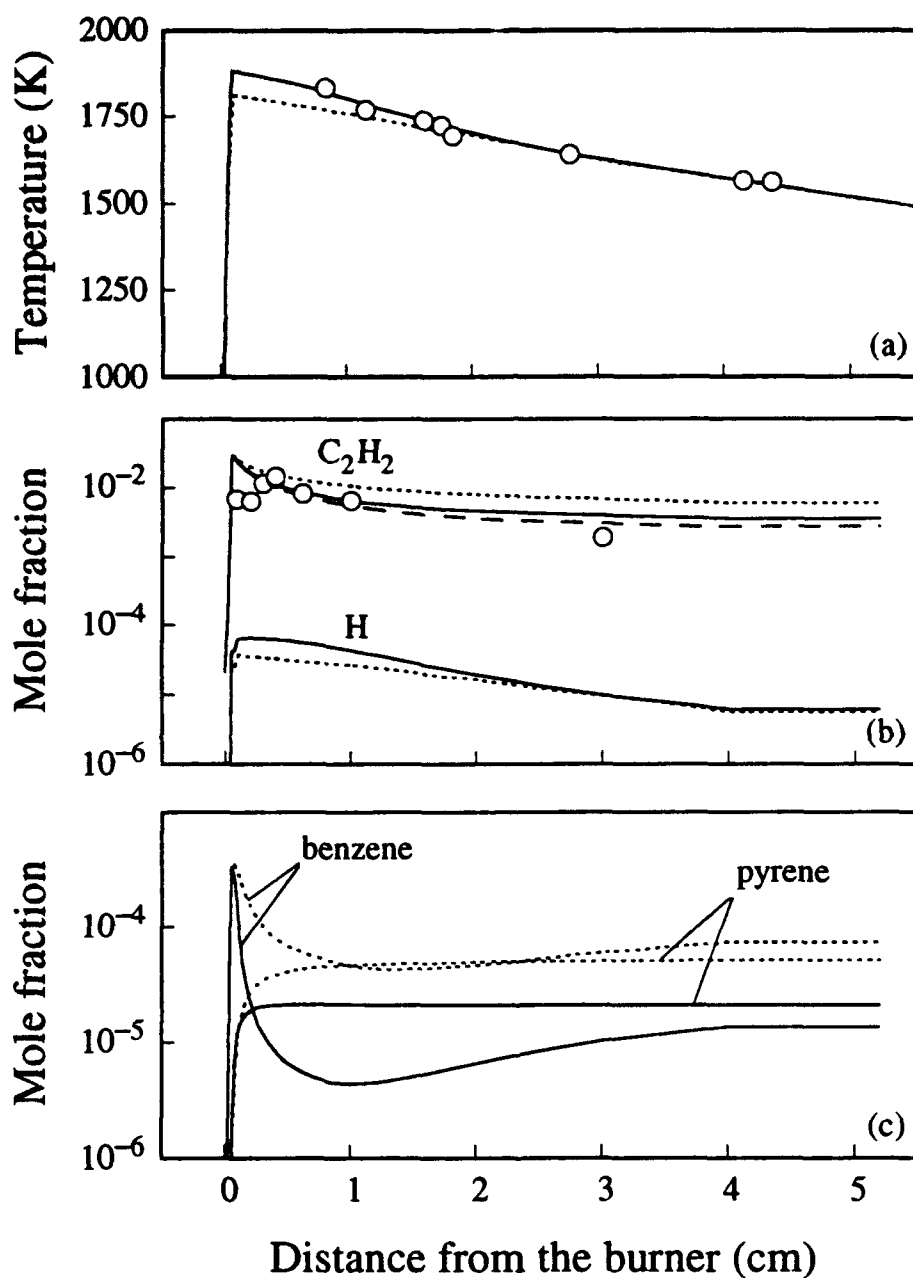 Temperature (K)
2000
1750
1500
1250
1000
(a)
Mole fraction
10⁻²
10⁻⁴
10⁻⁶
C₂H₂
H
(b)
Mole fraction
10⁻⁴
10⁻⁵
10⁻⁶
benzene
pyrene
(c)
0 1 2 3 4 5
Distance from the burner (cm)